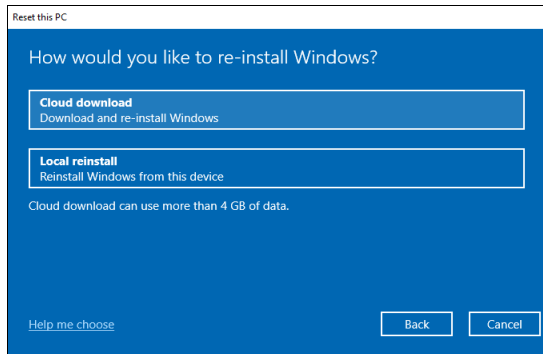 Reset this PC
How would you like to re-install Windows?
Cloud download
Download and re-install Windows
Local reinstall
Reinstall Windows from this device
Cloud download can use more than 4 GB of data.
Help me choose
Back
Cancel